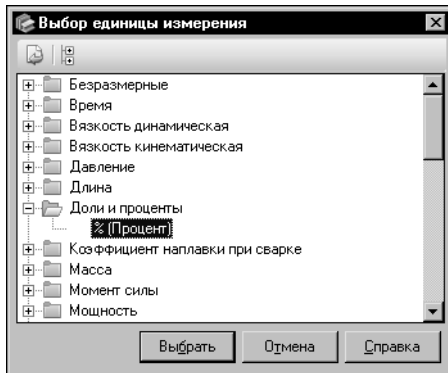 Выбор единицы измерения
Безразмерные
Время
Вязкость динамическая
Вязкость кинематическая
Давление
Длина
Доли и проценты
% (Процент)
Коэффициент наплавки при сварке
Масса
Момент силы
Мощность
Выбрать Отмена Справка